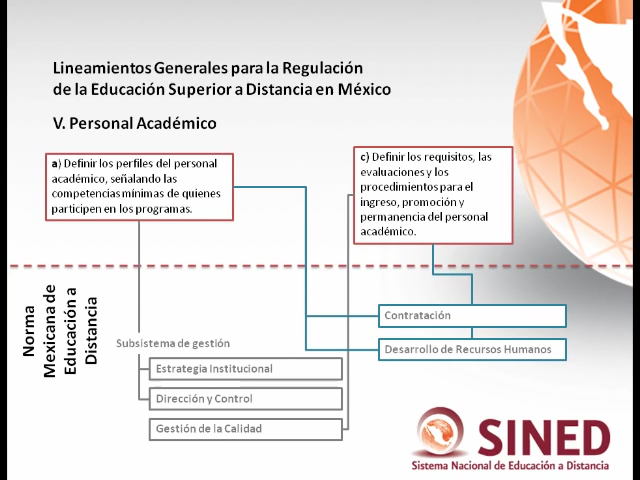 Lineamientos Generales para la Regulación
de la Educación Superior a Distancia en México
V. Personal Académico
a) Definir los perfiles del personal
académico, señalando las
competencias mínimas de quienes
participen en los programas.
c) Definir los requisitos, las
evaluaciones y los
procedimientos para el
ingreso, promoción y
permanencia del personal
académico.
Norma
Mexicana de
Educación a
Distancia
Subsistema de gestión
Estrategia Institucional
Dirección y Control
Gestión de la Calidad
Contratación
Desarrollo de Recursos Humanos
SINED
Sistema Nacional de Educación a Distancia